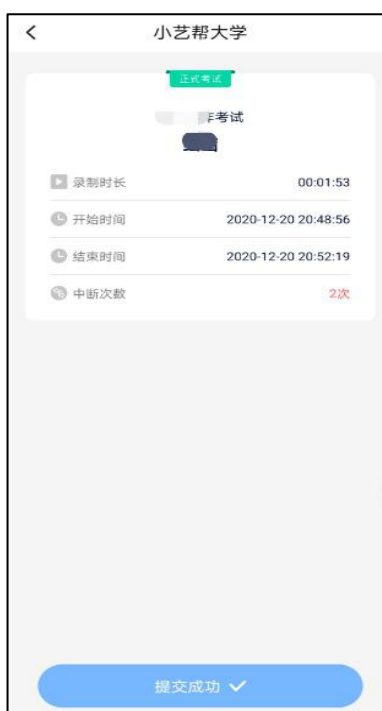 小艺帮大学
正式考试
考试
录制时长 00:01:53
开始时间 2020-12-20 20:48:56
结束时间 2020-12-20 20:52:19
中断次数 2次
提交成功